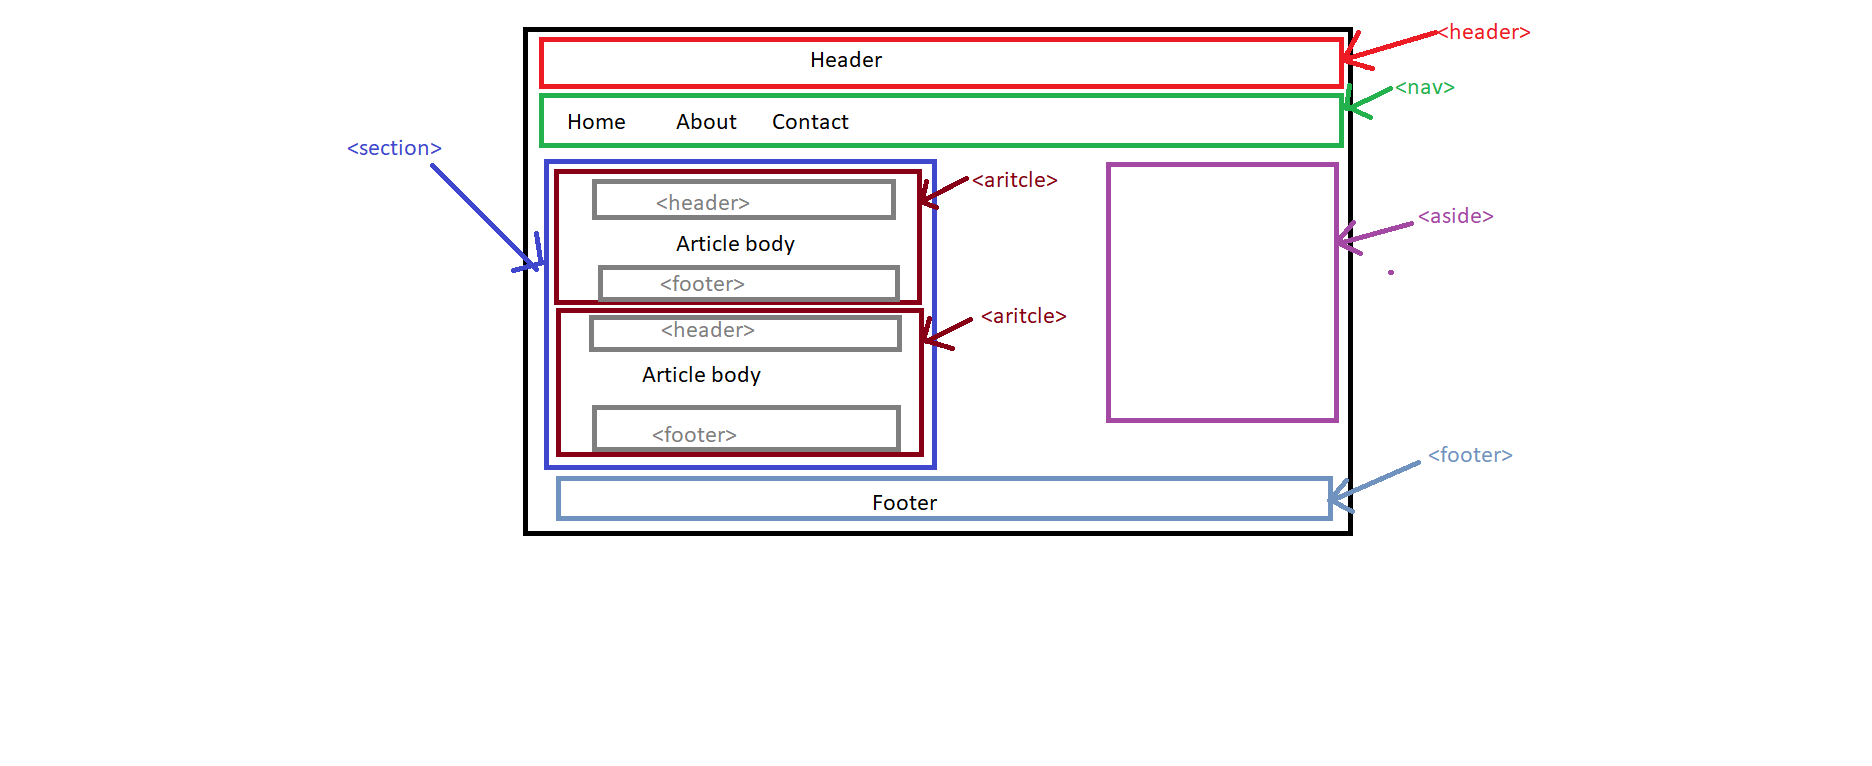 <header>
Header
<nav>
Home About Contact
<section>
<aritcle>
<header>
<aside>
Article body
<footer>
<aritcle>
<header>
Article body
<footer>
<footer>
Footer